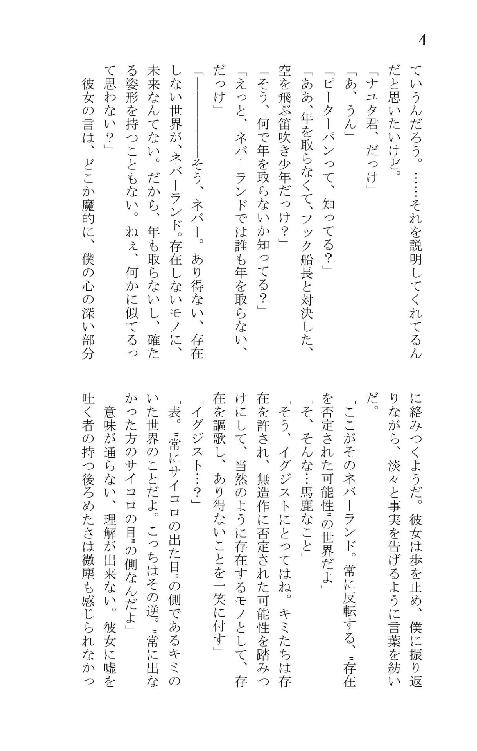 4
ていうんだろう。……それを説明してくれてるん
だと思いたいけど。
「ナユタ君、だっけ」
「あ、うん」
「ピーターパンって、知ってる?」
「ああ、年を取らなくて、フック船長と対決した、
空を飛ぶ笛吹き少年だっけ?」
「そう、何で年を取らないか知ってる?」
「えっと、ネバーランドでは誰も年を取らない、
だっけ」
「――――――そう、ネバー。あり得ない、存在
しない世界が、ネバーランド。存在しないモノに、
未来なんてない。だから、年も取らないし、確た
る姿形を持つこともない。ねぇ、何かに似てるっ
て思わない?」
彼女の言は、どこか魔的に、僕の心の深い部分
に絡みつくようだ。彼女は歩を止め、僕に振り返
りながら、淡々と事実を告げるように言葉を紡い
だ。
「ここがそのネバーランド。常に反転する、〝存在
を否定された可能性〟の世界だよ」
「そ、そんな…馬鹿なこと」
「そう、イグジストにとってはね。キミたちは存
在を許され、無造作に否定された可能性を踏みつ
けにして、当然のように存在するモノとして、存
在を謳歌し、あり得ないことを一笑に付す」
「イグジスト…?」
「表。〝常にサイコロの出た目〟の側であるキミの
いた世界のことだよ。こっちはその逆。〝常に出な
かった方のサイコロの目〟の側なんだよ」
意味が通らない、理解が出来ない。彼女に嘘を
吐く者の持つ後ろめたさは微塵も感じられなかっ